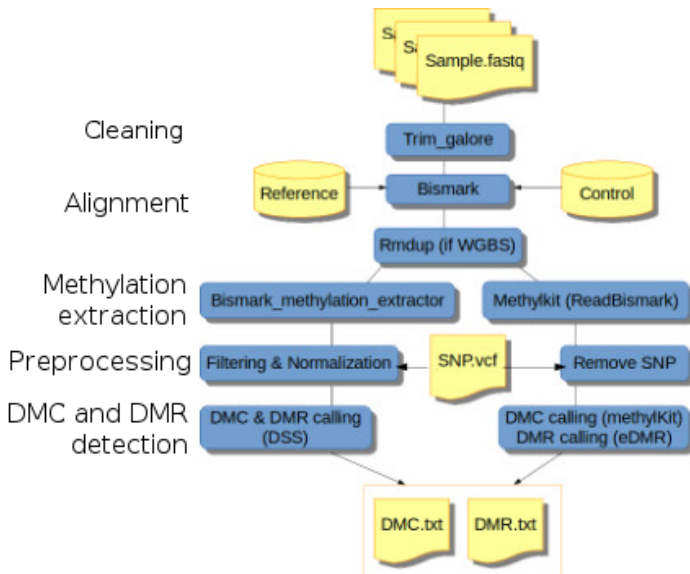 Sa
Sa
Sample.fastq
Cleaning
Trim_galore
Alignment
Reference
Bismark
Control
Rmdup (if WGBS)
Methylation
extraction
Bismark_methylation_extractor
Methylkit (ReadBismark)
Preprocessing
Filtering & Normalization
SNP.vcf
Remove SNP
DMC and DMR
detection
DMC & DMR calling
(DSS)
DMC calling (methylKit)
DMR calling (eDMR)
DMC.txt
DMR.txt